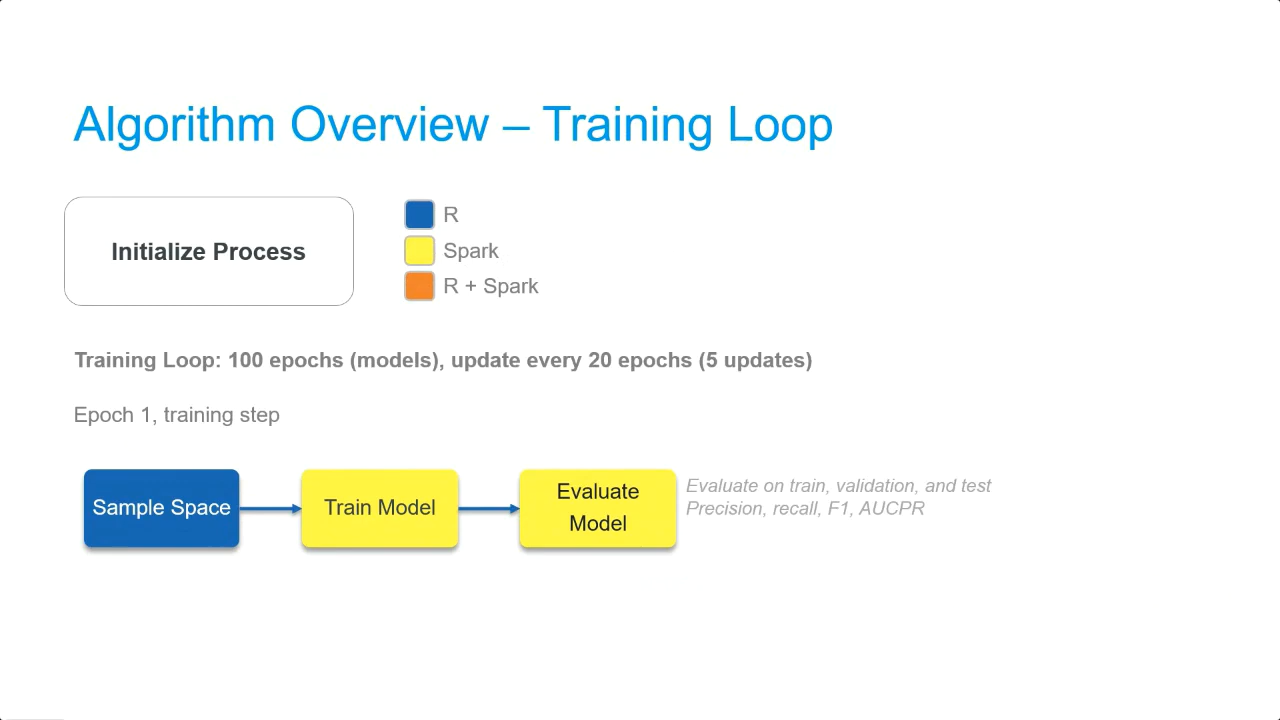 Algorithm Overview – Training Loop
Initialize Process
R
Spark
R + Spark
Training Loop: 100 epochs (models), update every 20 epochs (5 updates)
Epoch 1, training step
Sample Space
Train Model
Evaluate
Model
Evaluate on train, validation, and test
Precision, recall, F1, AUCPR